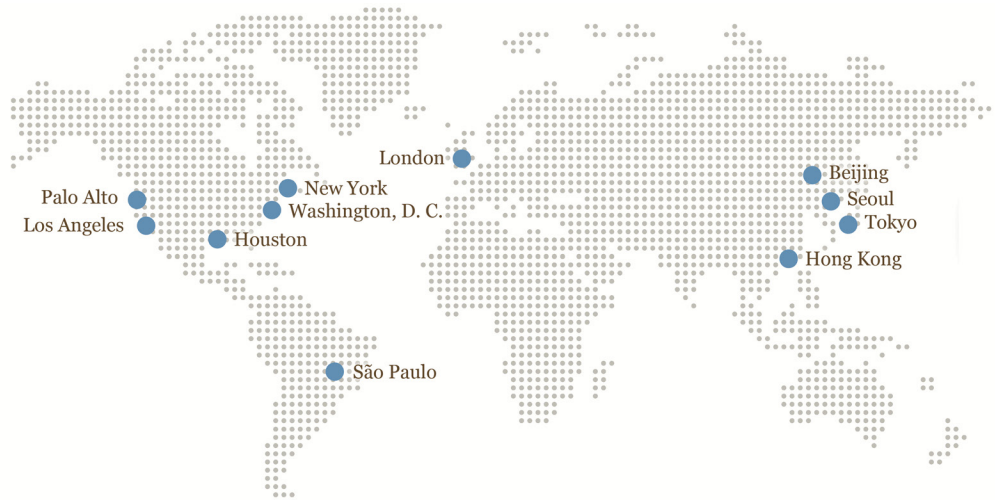 London
Beijing
New York
Palo Alto
Seoul
Washington, D. C.
Tokyo
Los Angeles
Houston
Hong Kong
São Paulo